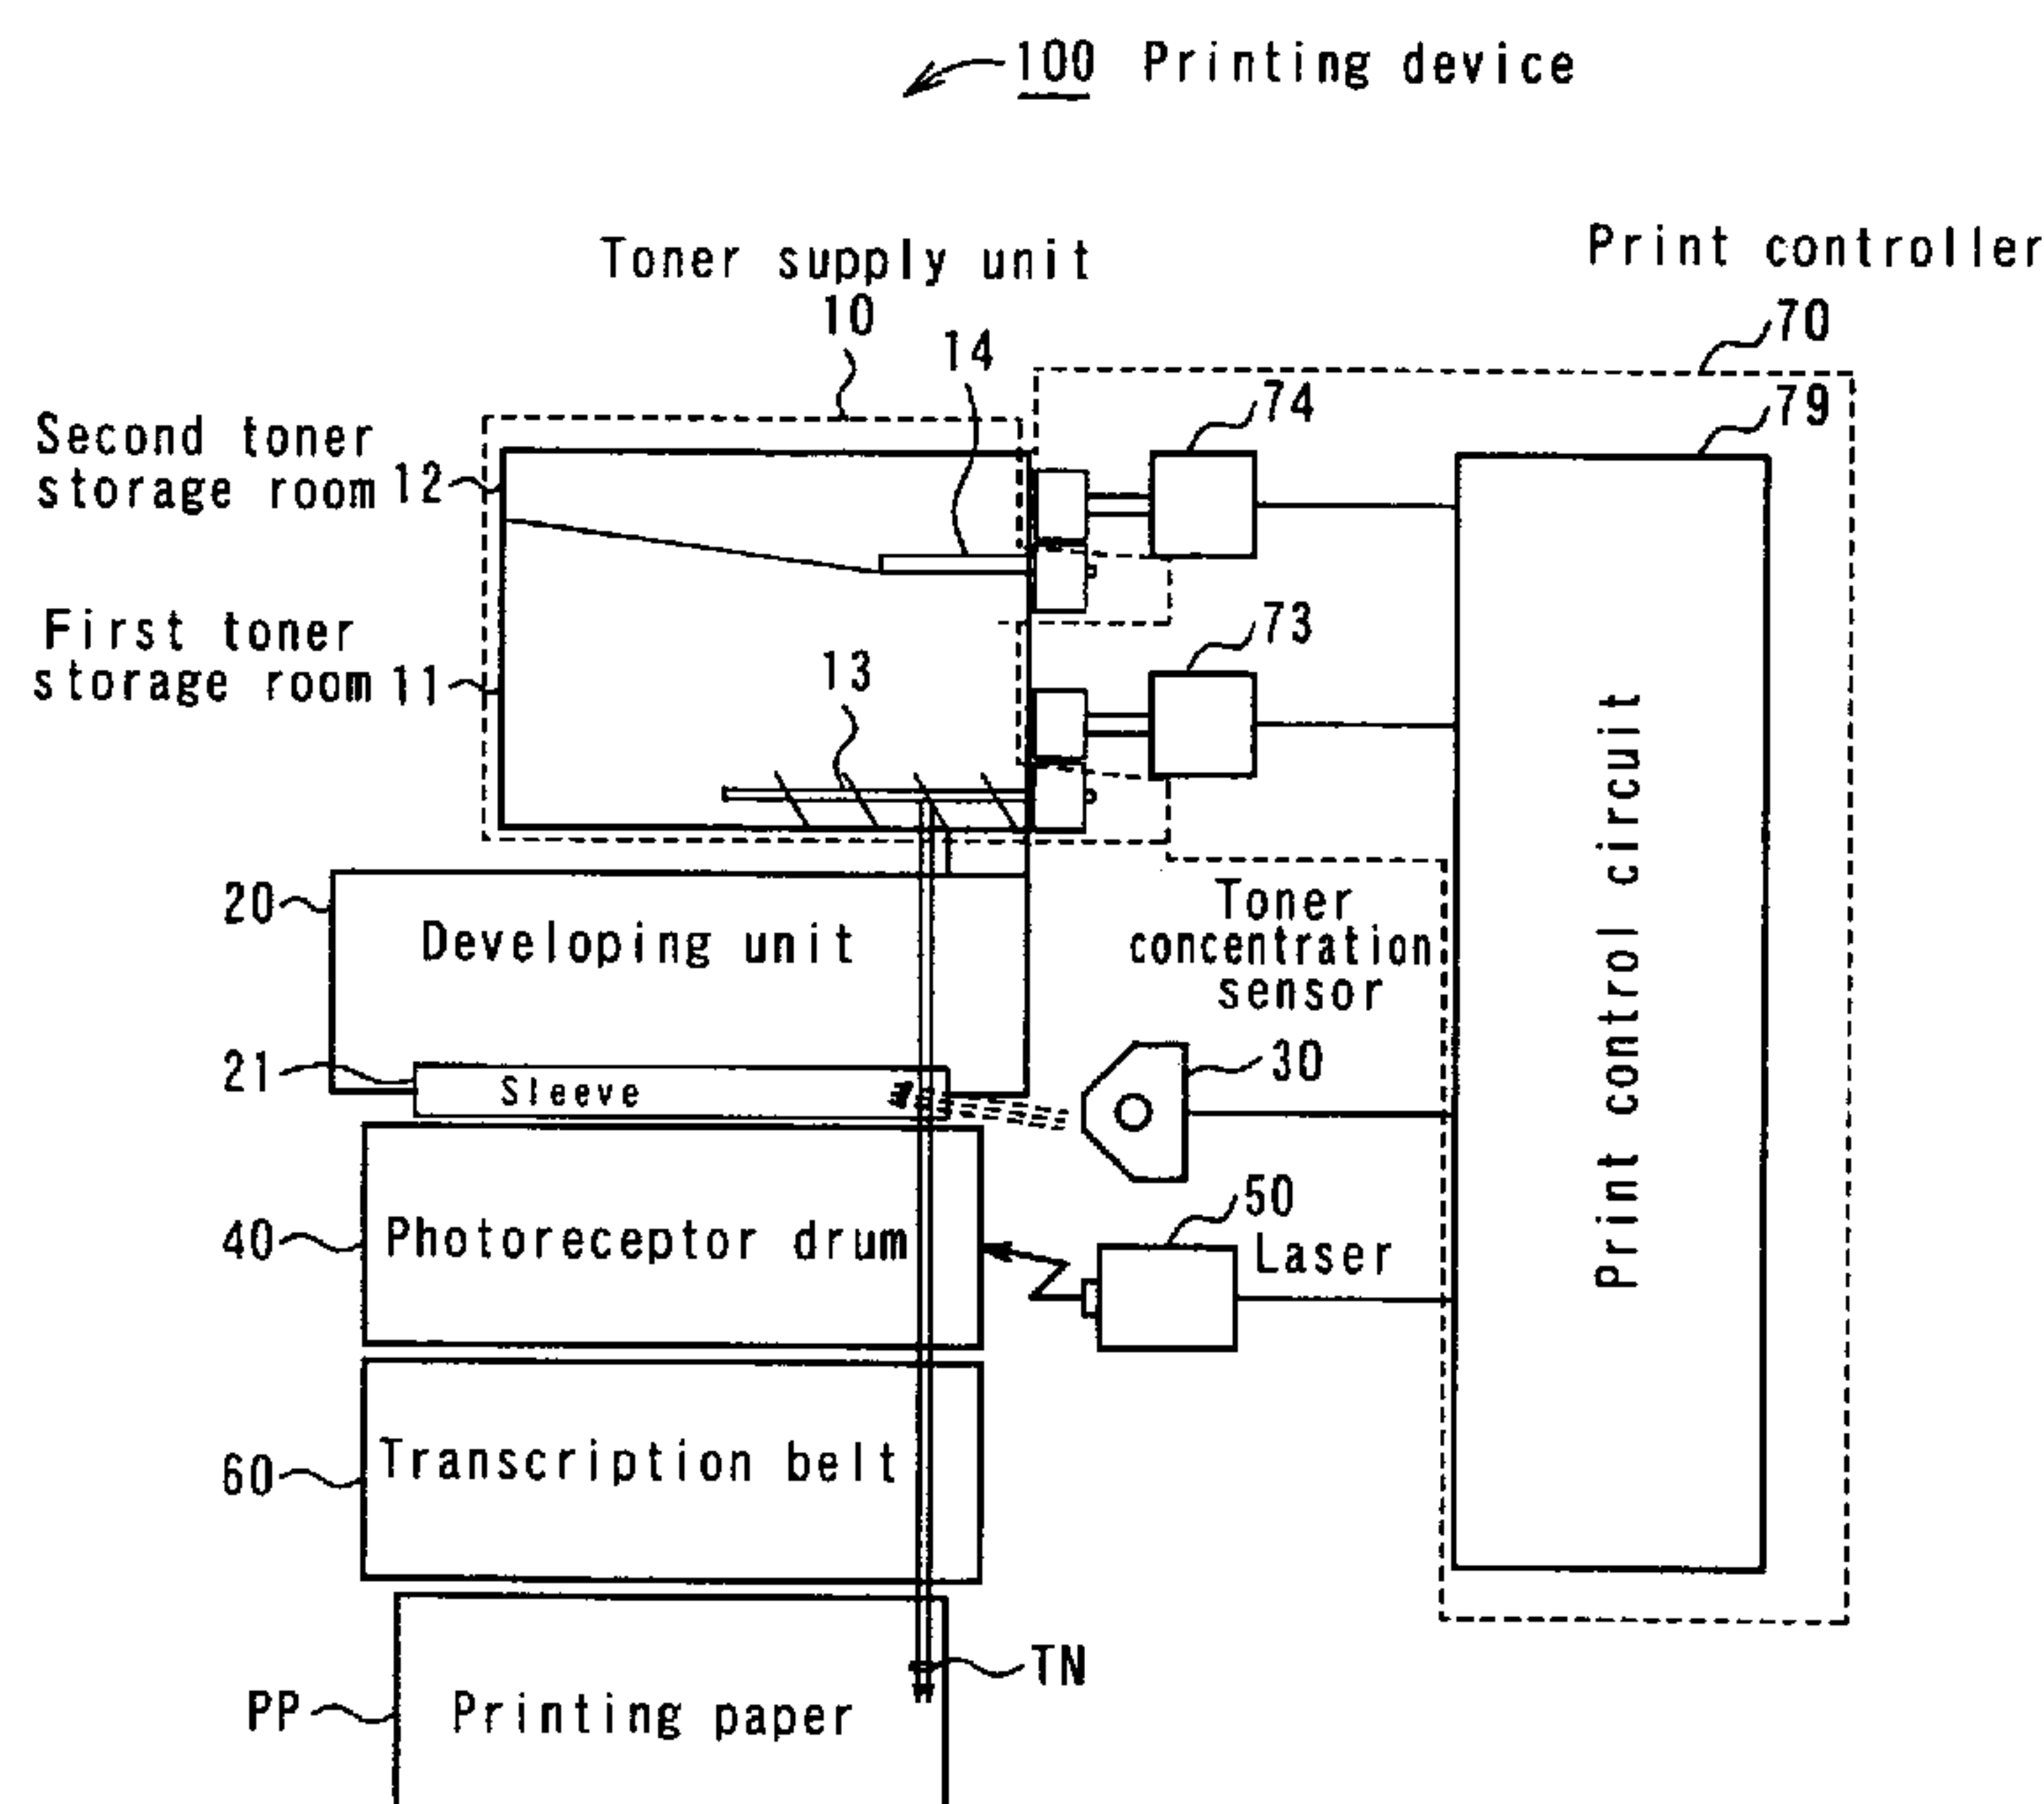 100 Printing device
Print controller
70
Toner supply unit
10
14
74
79
Second toner
storage room 12
First toner
storage room 11
13
73
Print control circuit
20
Developing unit
Toner
concentration
sensor
21
Sleeve
30
40
Photoreceptor drum
50
Laser
60
Transcription belt
TN
PP
Printing paper